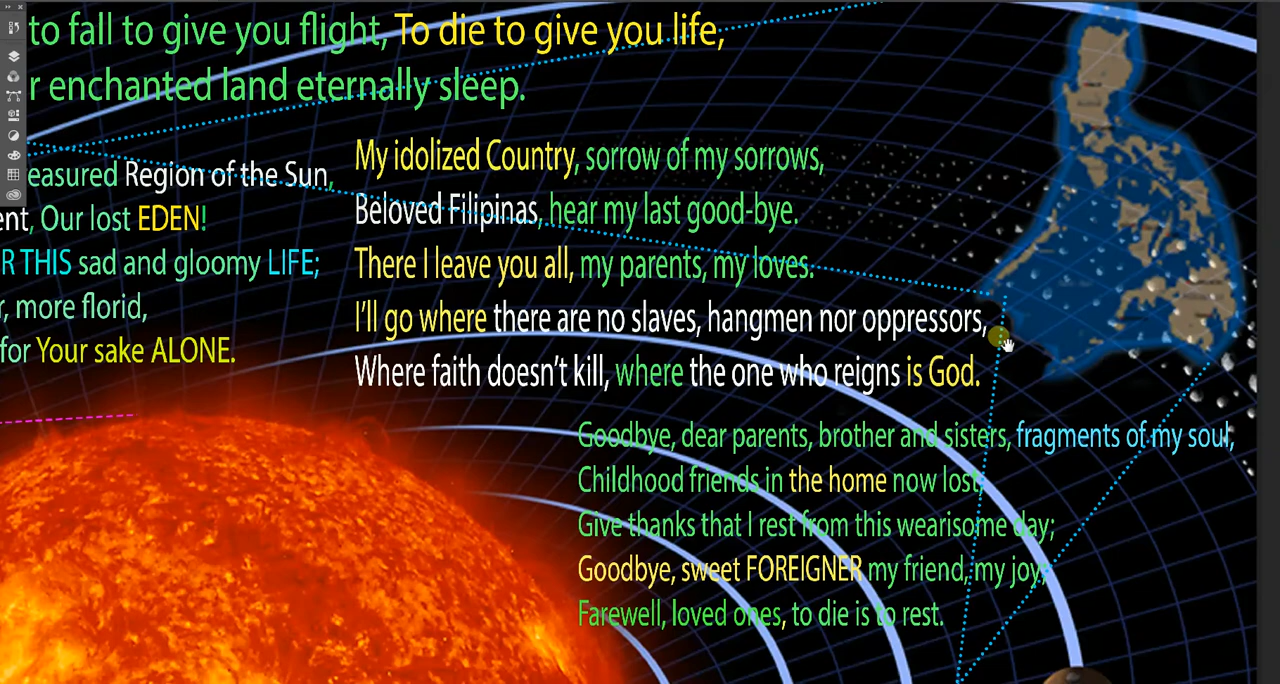 to fall to give you flight, To die to give you life,
r enchanted land eternally sleep.
easured Region of the Sun,
ent, Our lost EDEN!
R THIS sad and gloomy LIFE;
r, more florid,
for Your sake ALONE.
My idolized Country, sorrow of my sorrows,
Beloved Filipinas, hear my last good-bye.
There I leave you all, my parents, my loves.
I'll go where there are no slaves, hangmen nor oppressors,
Where faith doesn't kill, where the one who reigns is God.
Goodbye, dear parents, brother and sisters, fragments of my soul,
Childhood friends in the home now lost,
Give thanks that I rest from this wearisome day;
Goodbye, sweet FOREIGNER my friend, my joy;
Farewell, loved ones, to die is to rest.